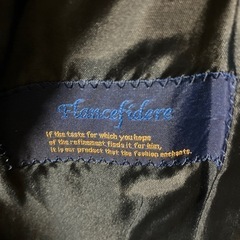 Flancefidere
If the taste for which you hope
of the refinement finds it for him,
it is our product that the fashion enchants.